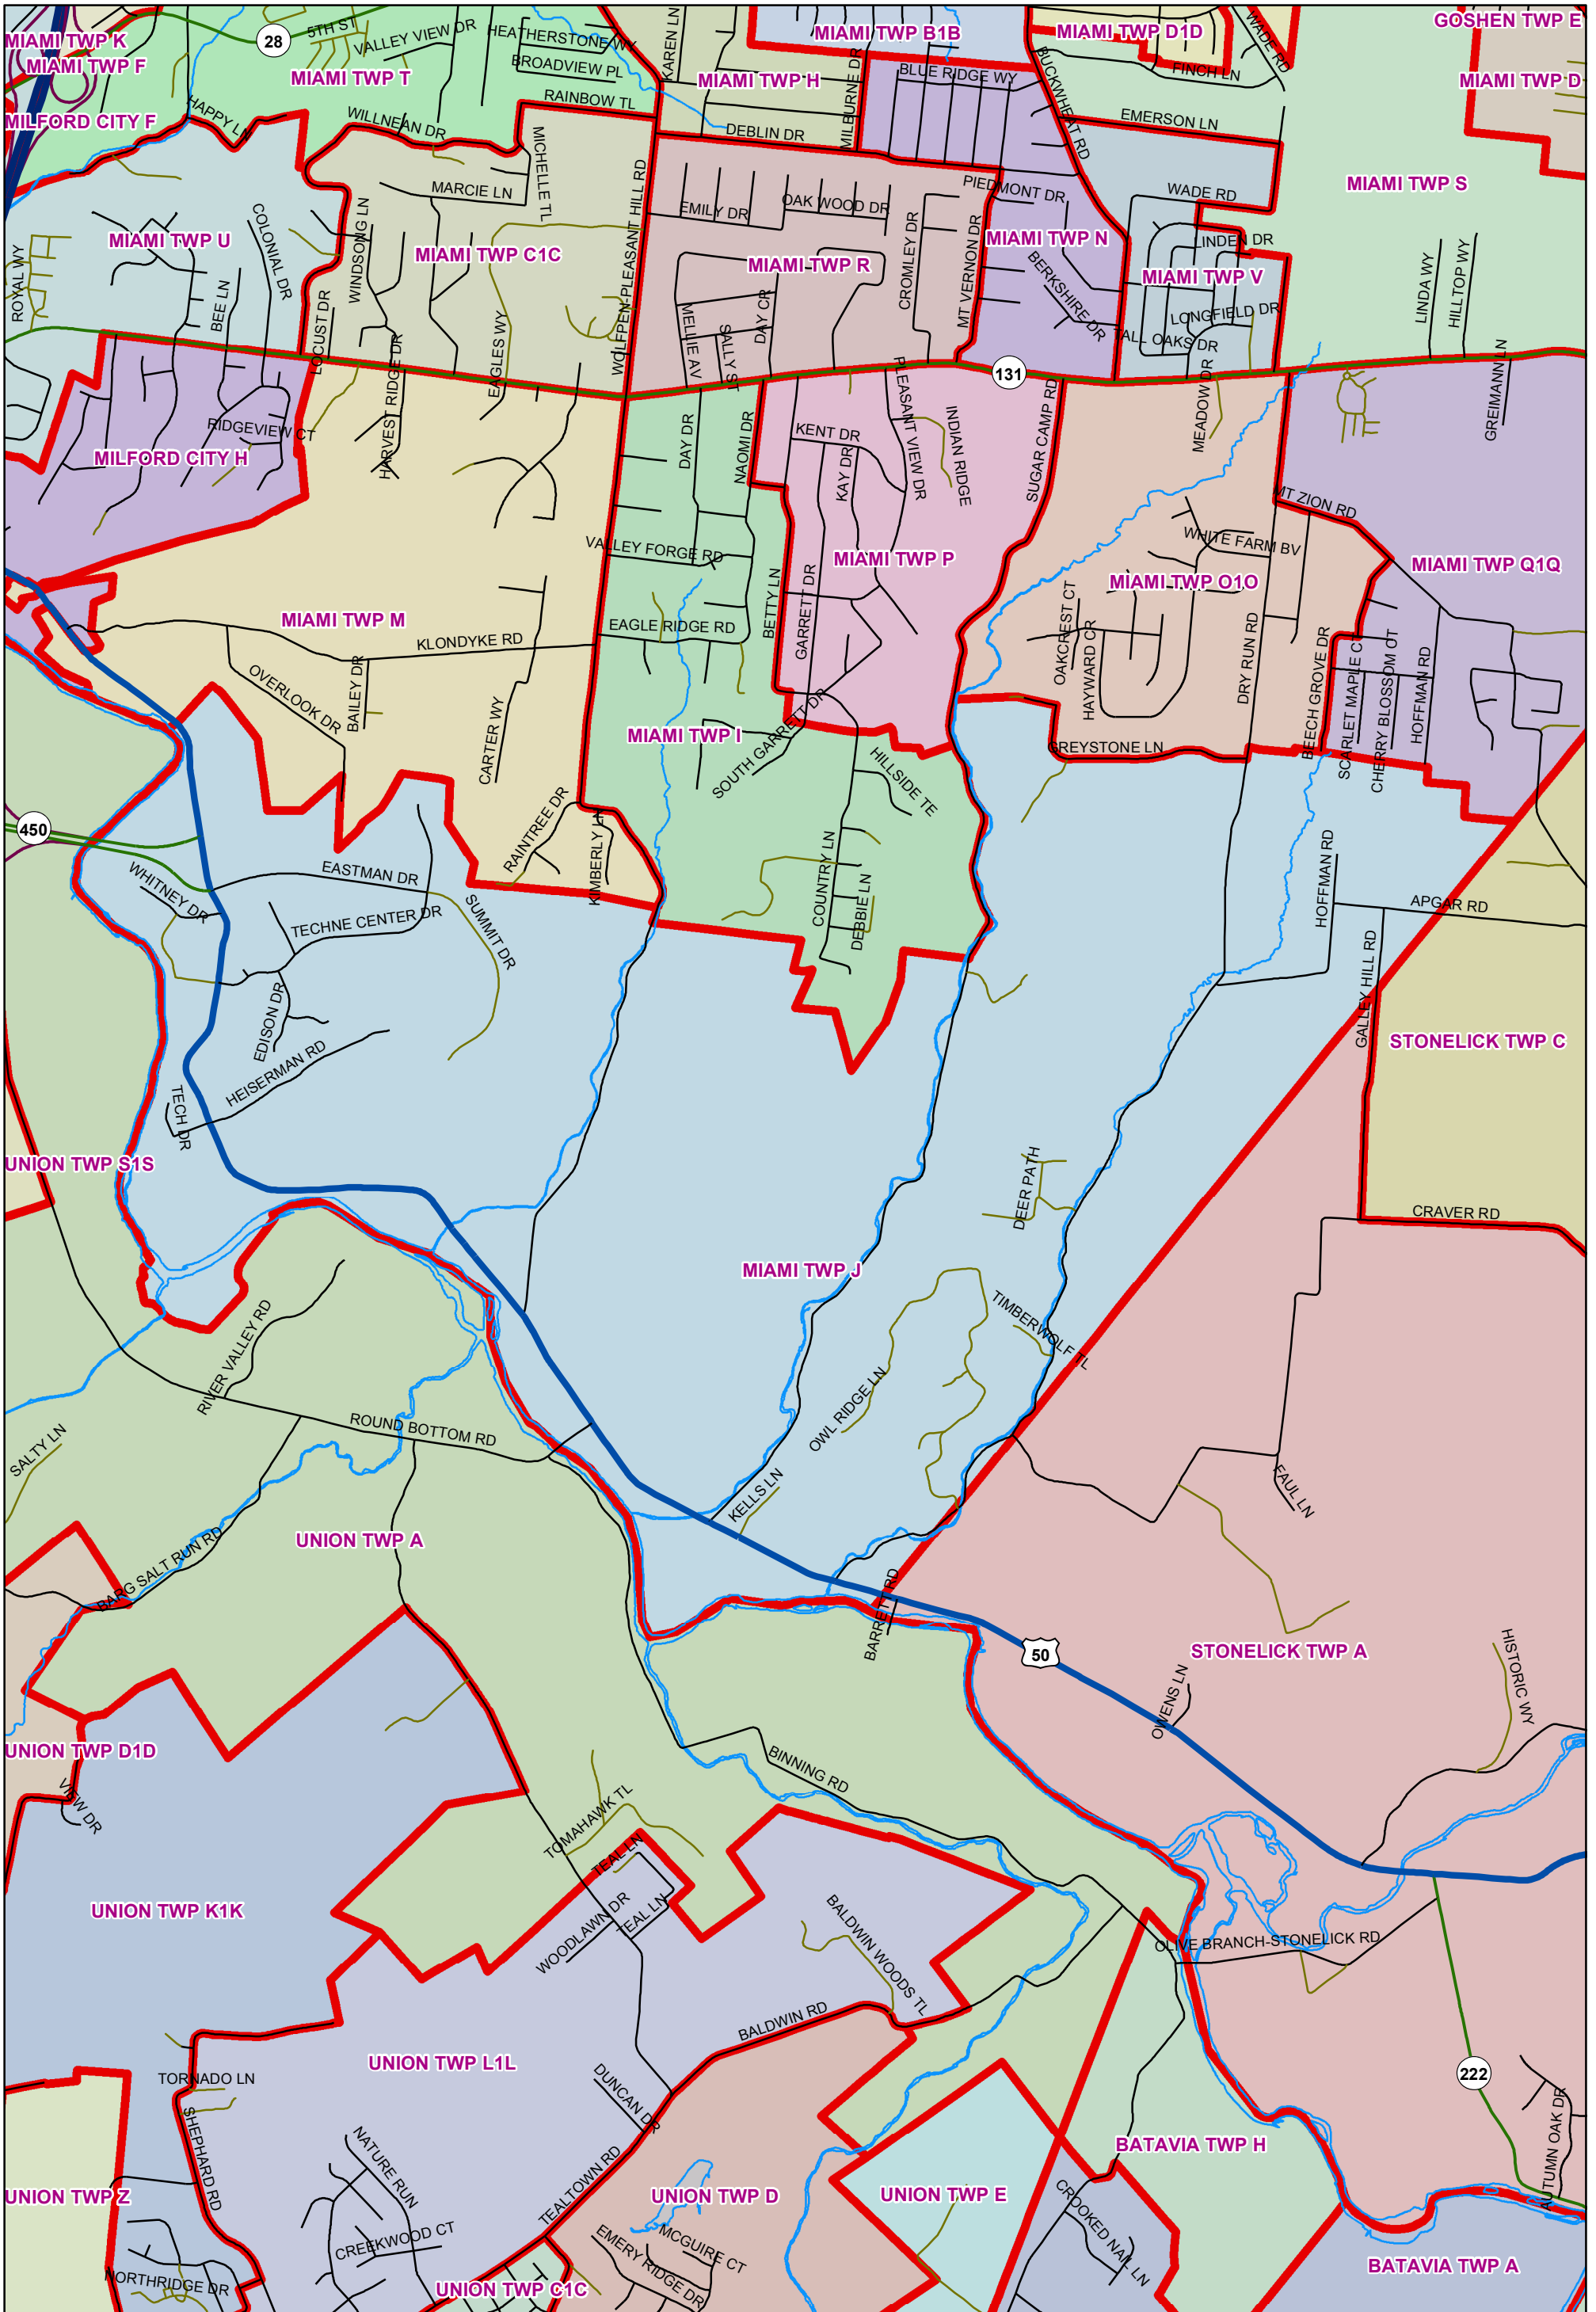 MIAMI TWP K
MIAMI TWP F
MILFORD CITY F
28
5TH ST
VALLEY VIEW DR
HEATHERSTONE WY
BROADVIEW PL
MIAMI TWP T
RAINBOW TL
HAPPY LN
WILLNEAN DR
KAREN LN
MIAMI TWP B1B
MIAMI TWP H
MILBURNE DR
BLUE RIDGE WY
DEBLIN DR
MIAMI TWP D1D
WADE RD
FINCH LN
BUCKWHEAT RD
EMERSON LN
GOSHEN TWP E
MIAMI TWP D
MIAMI TWP S
MICHELLE TL
MARCIE LN
WOLFPEN-PLEASANT HILL RD
EMILY DR
OAK WOOD DR
PIEDMONT DR
WADE RD
ROYAL WY
MIAMI TWP U
COLONIAL DR
BEE LN
WINDSONG LN
MIAMI TWP C1C
LOCUST DR
EAGLES WY
MIAMI TWP R
CROMLEY DR
MT VERNON DR
MIAMI TWP N
BERKSHIRE DR
LINDEN DR
MIAMI TWP V
LONGFIELD DR
TALL OAKS DR
LINDA WY
HILLTOP WY
MELLIE AV
SALLY ST
DAY CR
131
HARVEST RIDGE DR
RIDGEVIEW CT
MILFORD CITY H
DAY DR
NAOMI DR
KENT DR
KAY DR
PLEASANT VIEW DR
INDIAN RIDGE
SUGAR CAMP RD
MEADOW DR
GREIMANN LN
MT ZION RD
VALLEY FORGE RD
WHITE FARM BV
MIAMI TWP P
MIAMI TWP O1O
MIAMI TWP Q1Q
MIAMI TWP M
KLONDYKE RD
EAGLE RIDGE RD
BETTY LN
GARRETT DR
OAKCREST CT
HAYWARD CR
DRY RUN RD
BEECH GROVE DR
SCARLET MAPLE CT
CHERRY BLOSSOM CT
HOFFMAN RD
OVERLOOK DR
BAILEY DR
CARTER WY
MIAMI TWP I
SOUTH GARRETT DR
HILLSIDE TE
GREYSTONE LN
450
RAINTREE DR
KIMBERLY LN
WHITNEY DR
EASTMAN DR
TECHNE CENTER DR
SUMMIT DR
COUNTRY LN
DEBBIE LN
HOFFMAN RD
APGAR RD
GALLEY HILL RD
EDISON DR
HEISERMAN RD
TECH DR
STONELICK TWP C
UNION TWP S1S
DEER PATH
CRAVER RD
MIAMI TWP J
RIVER VALLEY RD
TIMBERWOLF TL
OWL RIDGE LN
ROUND BOTTOM RD
SALTY LN
KELLS LN
FAUL LN
UNION TWP A
BARG SALT RUN RD
BARRETT RD
50
STONELICK TWP A
HISTORIC WY
OWENS LN
UNION TWP D1D
VIEW DR
BINNING RD
TOMAHAWK TL
TEAL LN
WOODLAWN DR
TEAL LN
UNION TWP K1K
BALDWIN WOODS TL
OLIVE BRANCH-STONELICK RD
BALDWIN RD
UNION TWP L1L
TORNADO LN
SHEPHARD RD
DUNCAN DR
222
AUTUMN OAK DR
NATURE RUN
TEALTOWN RD
BATAVIA TWP H
UNION TWP Z
UNION TWP D
UNION TWP E
CROOKED NAIL LN
CREEKWOOD CT
MCGUIRE CT
EMERY RIDGE DR
NORTHRIDGE DR
UNION TWP C1C
BATAVIA TWP A